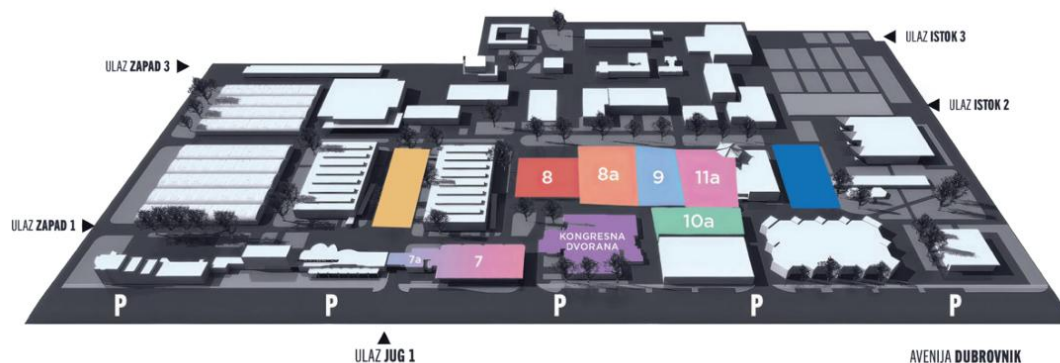 ULAZ ISTOK 3
ULAZ ZAPAD 3
ULAZ ISTOK 2
8
8a
9
11a
10a
ULAZ ZAPAD 1
KONGRESNA
DVORANA
7a
7
P
P
P
P
P
ULAZ JUG 1
AVENIJA DUBROVNIK